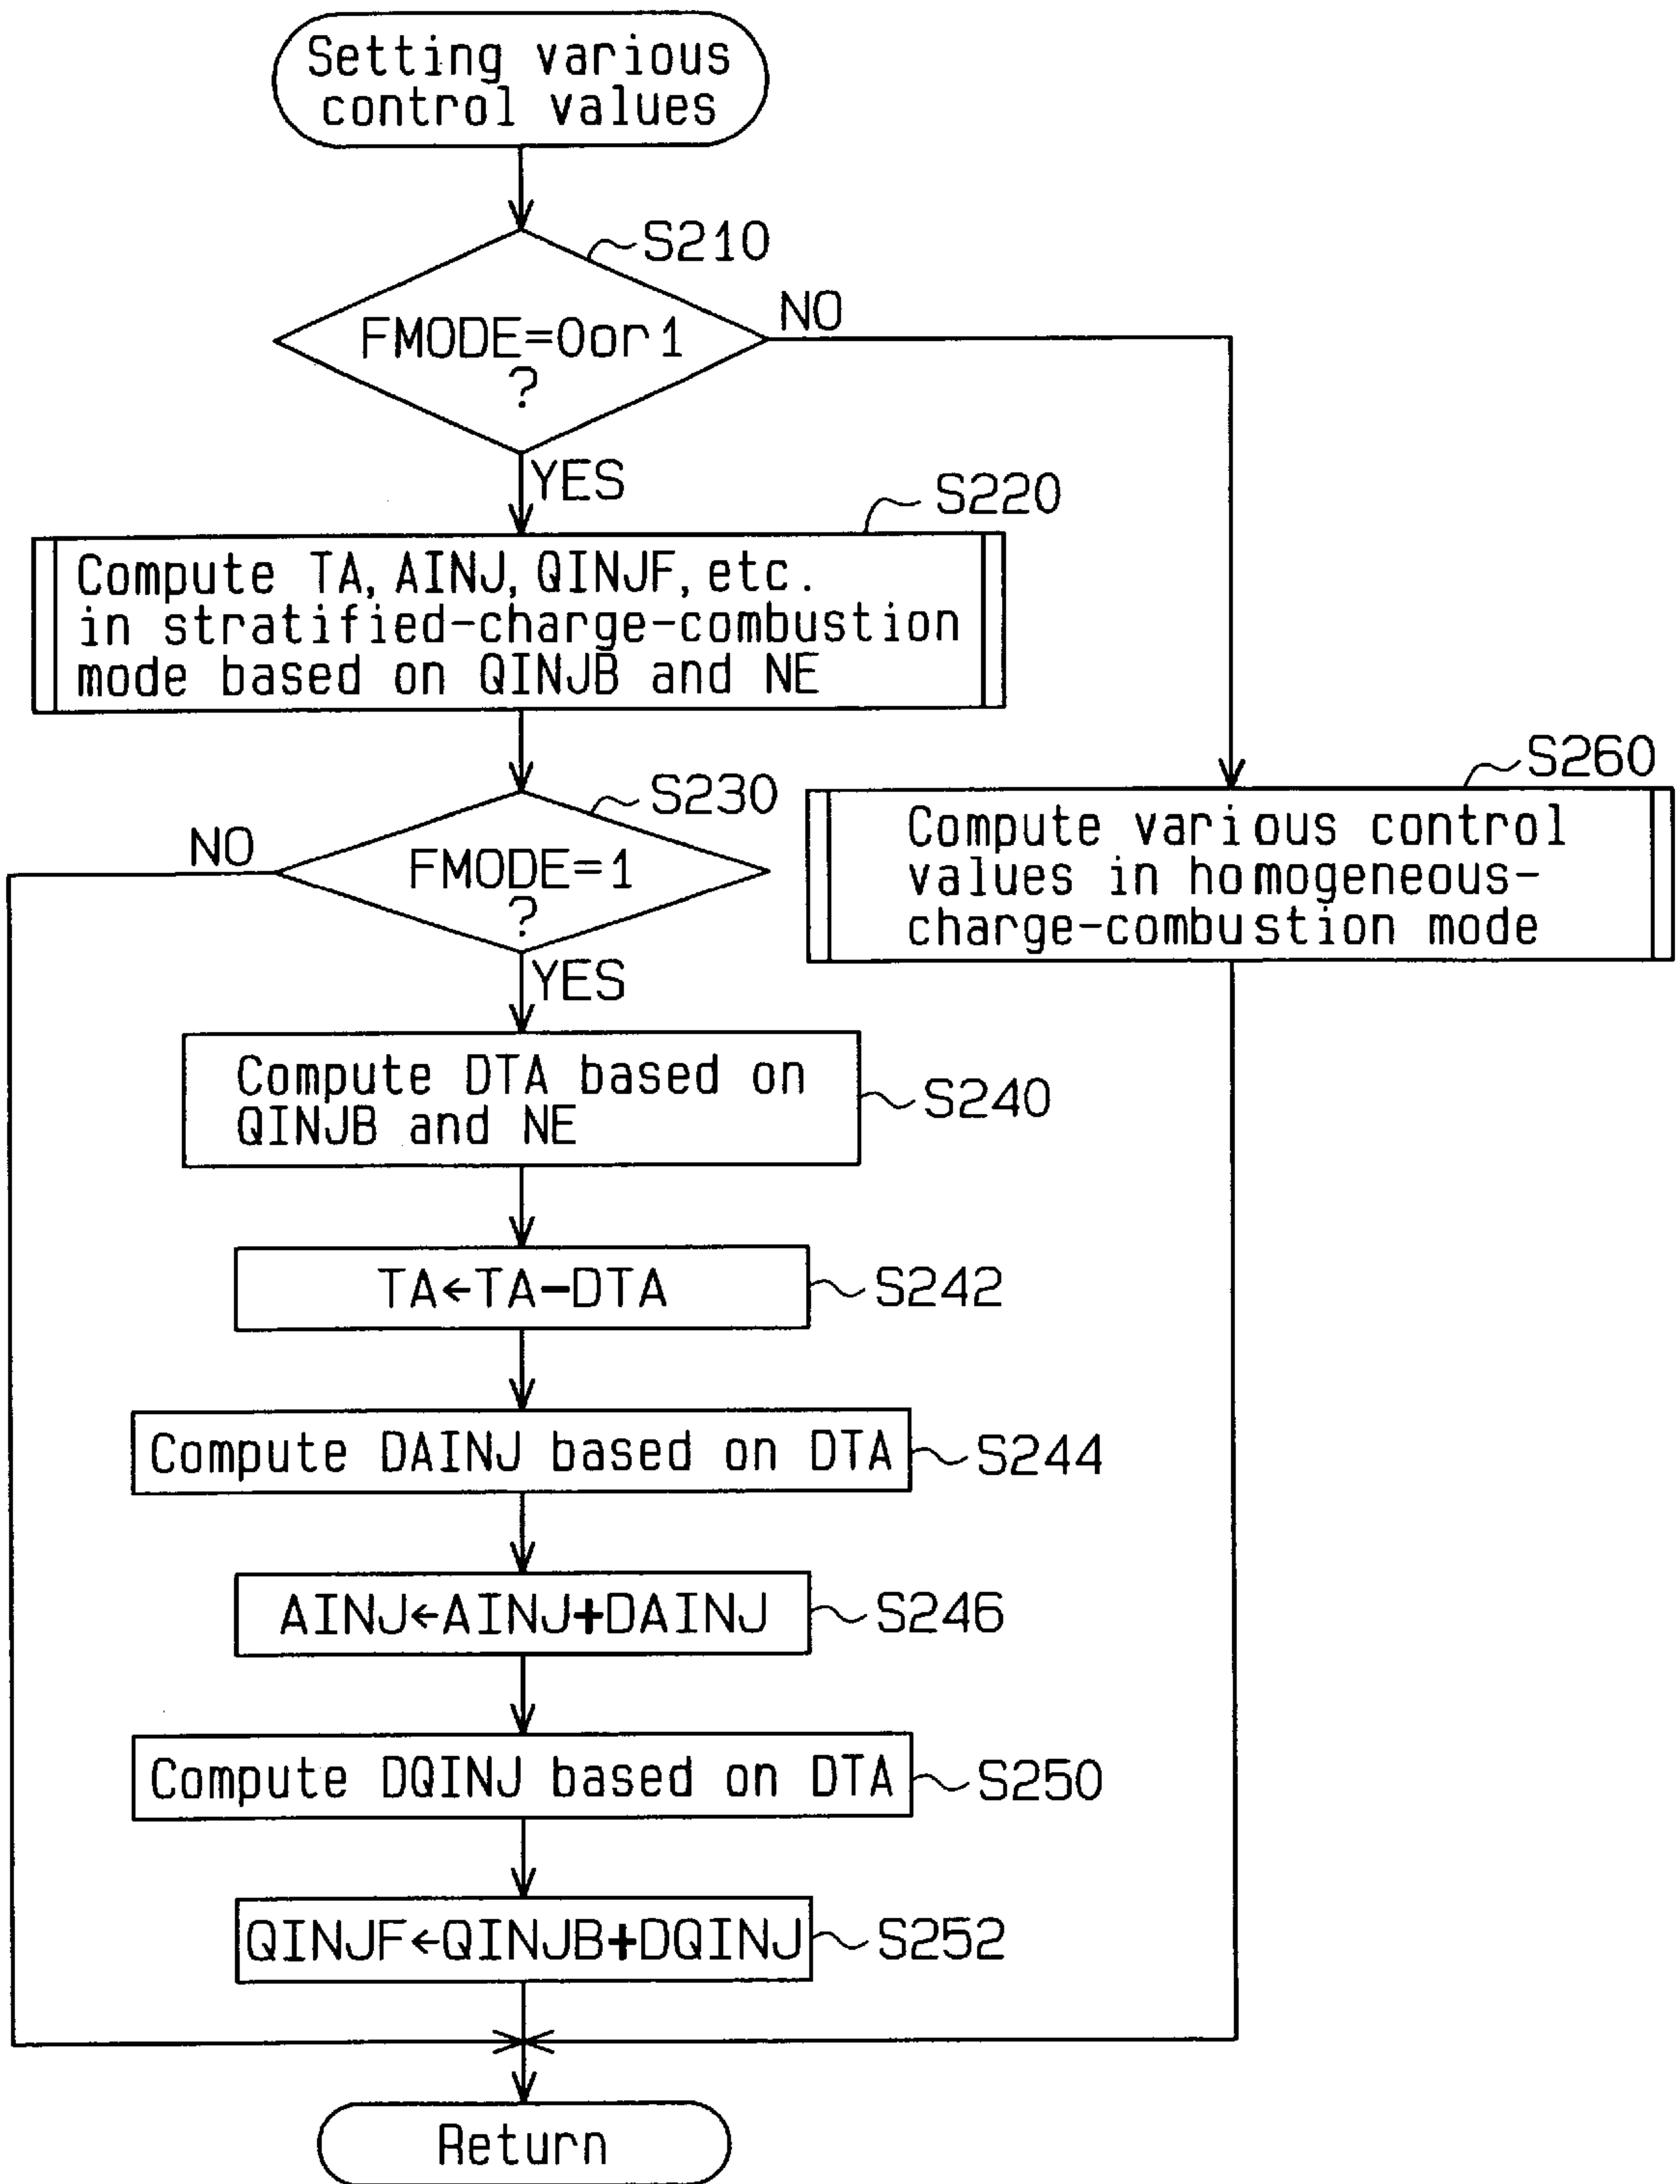 Setting various
control values
S210
FMODE=0or1
?
NO
YES
S220
Compute TA, AINJ, QINJF, etc.
in stratified-charge-combustion
mode based on QINJB and NE
S230
NO
FMODE=1
?
YES
S260
Compute various control
values in homogeneous-
charge-combustion mode
Compute DTA based on
QINJB and NE
S240
TA←TA-DTA
S242
Compute DAINJ based on DTA
S244
AINJ←AINJ+DAINJ
S246
Compute DQINJ based on DTA
S250
QINJF←QINJB+DQINJ
S252
Return